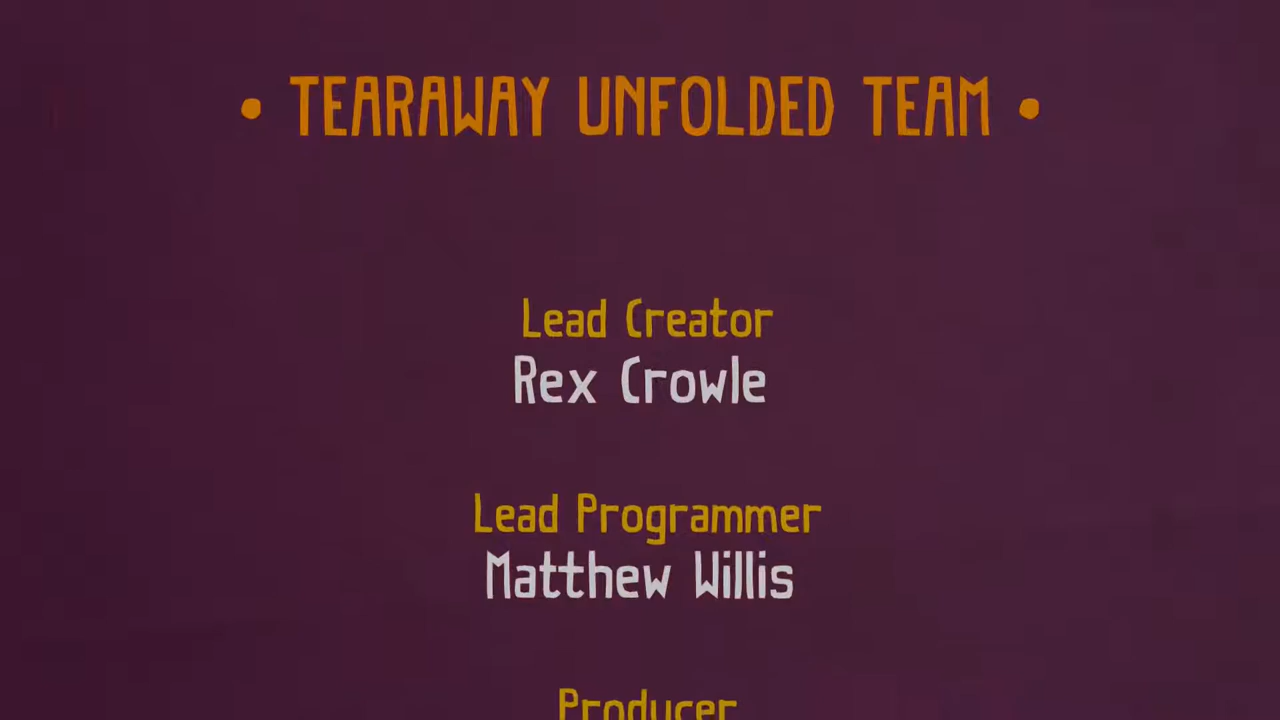 • TEARAWAY UNFOLDED TEAM •
Lead Creator
Rex Crowle
Lead Programmer
Matthew Willis
Producer